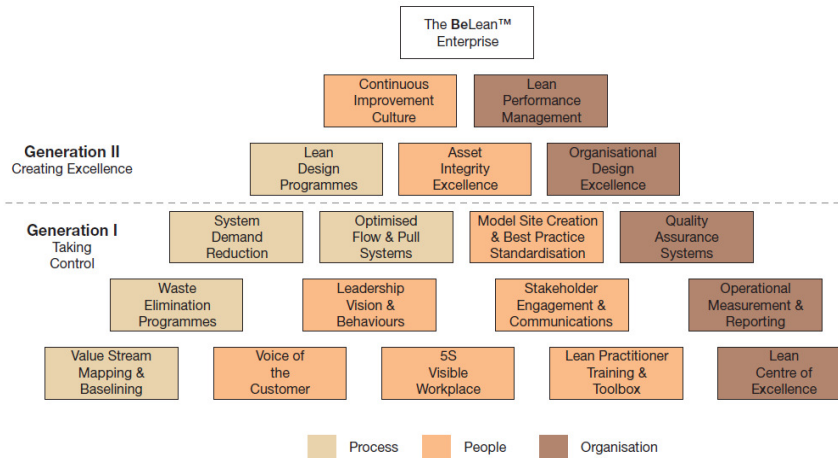 The BeLean™
Enterprise
Continuous
Improvement
Culture
Lean
Performance
Management
Generation II
Creating Excellence
Lean
Design
Programmes
Asset
Integrity
Excellence
Organisational
Design
Excellence
Generation I
Taking
Control
System
Demand
Reduction
Optimised
Flow & Pull
Systems
Model Site Creation
& Best Practice
Standardisation
Quality
Assurance
Systems
Waste
Elimination
Programmes
Leadership
Vision &
Behaviours
Stakeholder
Engagement &
Communications
Operational
Measurement &
Reporting
Value Stream
Mapping &
Baselining
Voice of
the
Customer
5S
Visible
Workplace
Lean Practitioner
Training &
Toolbox
Lean
Centre of
Excellence
Process
People
Organisation